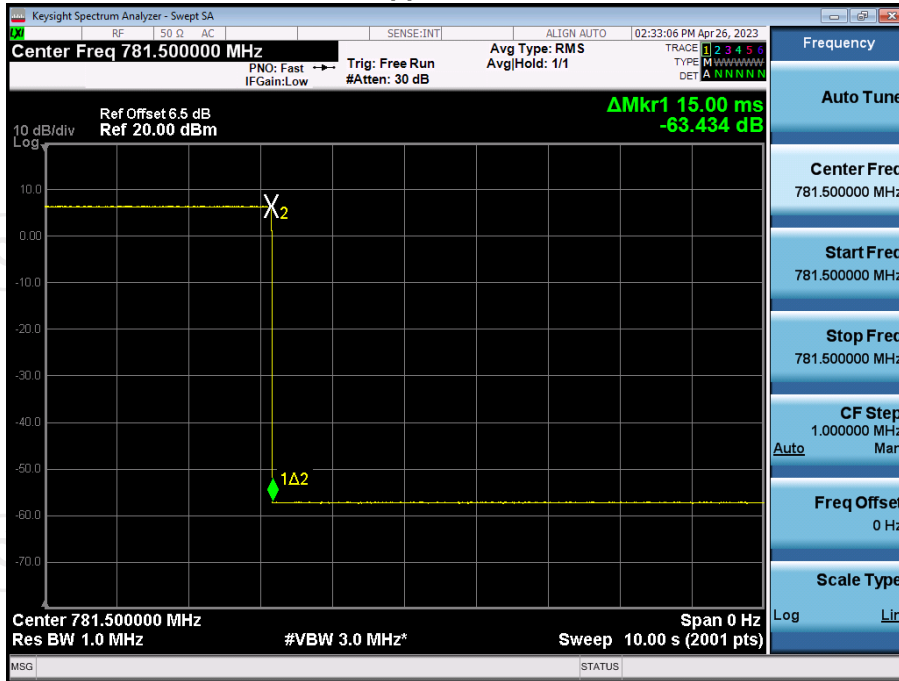 Keysight Spectrum Analyzer - Swept SA
LXI RF 50 Ω AC SENSE:INT ALIGN AUTO 02:33:06 PM Apr 26, 2023
Center Freq 781.500000 MHz
PNO: Fast
IFGain:Low
Trig: Free Run
#Atten: 30 dB
Avg Type: RMS
Avg|Hold: 1/1
TRACE 1 2 3 4 5 6
TYPE M WWWWW
DET A N N N N N
Ref Offset 6.5 dB
10 dB/div Ref 20.00 dBm
Log
ΔMkr1 15.00 ms
-63.434 dB
10.0
0.00
-10.0
-20.0
-30.0
-40.0
-50.0
-60.0
-70.0
X2
1Δ2
Center 781.500000 MHz Span 0 Hz
Res BW 1.0 MHz #VBW 3.0 MHz* Sweep 10.00 s (2001 pts)
MSG STATUS
Frequency
Auto Tune
Center Freq
781.500000 MHz
Start Freq
781.500000 MHz
Stop Freq
781.500000 MHz
CF Step
1.000000 MHz
Auto Man
Freq Offset
0 Hz
Scale Type
Log Lin